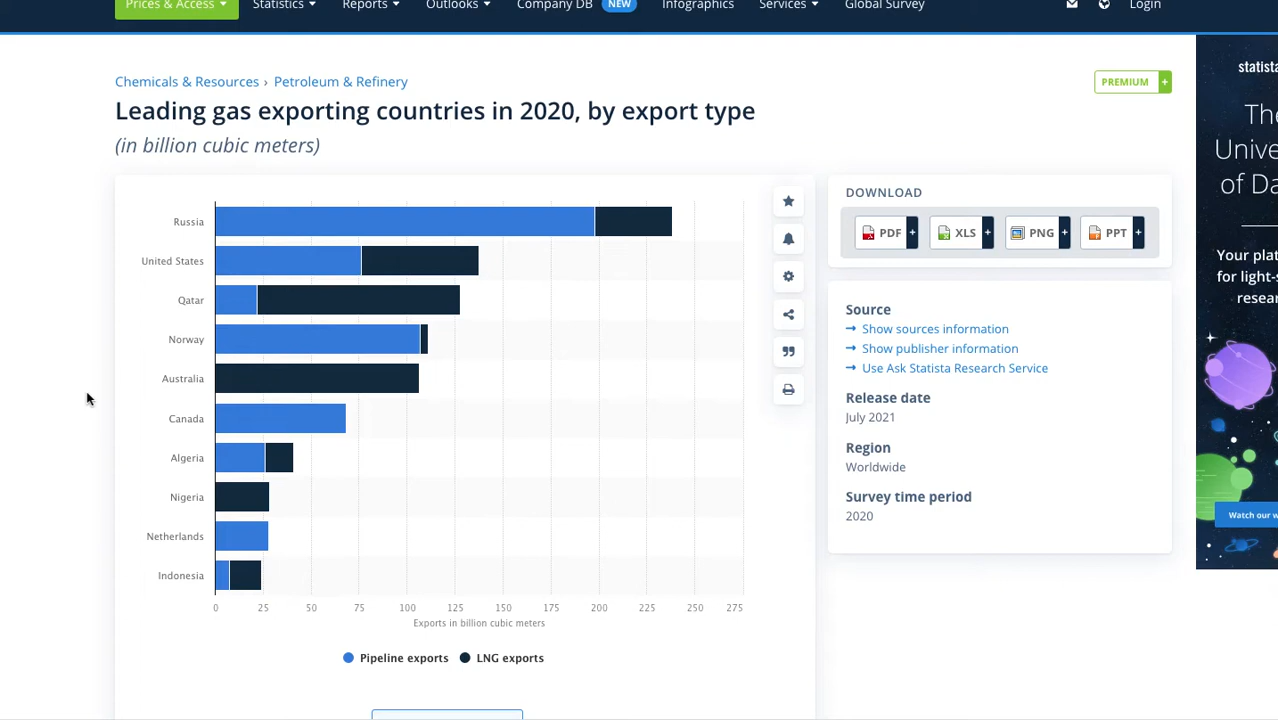 Prices & Access Statistics Reports Outlooks Company DB NEW Infographics Services Global Survey Login
Chemicals & Resources › Petroleum & Refinery
PREMIUM +
Leading gas exporting countries in 2020, by export type
(in billion cubic meters)
Russia
United States
Qatar
Norway
Australia
Canada
Algeria
Nigeria
Netherlands
Indonesia
0 25 50 75 100 125 150 175 200 225 250 275
Exports in billion cubic meters
Pipeline exports LNG exports
DOWNLOAD
PDF + XLS + PNG + PPT +
Source
→ Show sources information
→ Show publisher information
→ Use Ask Statista Research Service
Release date
July 2021
Region
Worldwide
Survey time period
2020
statist
The
Unive
of Da
Your plat
for light-s
resear
Watch our w